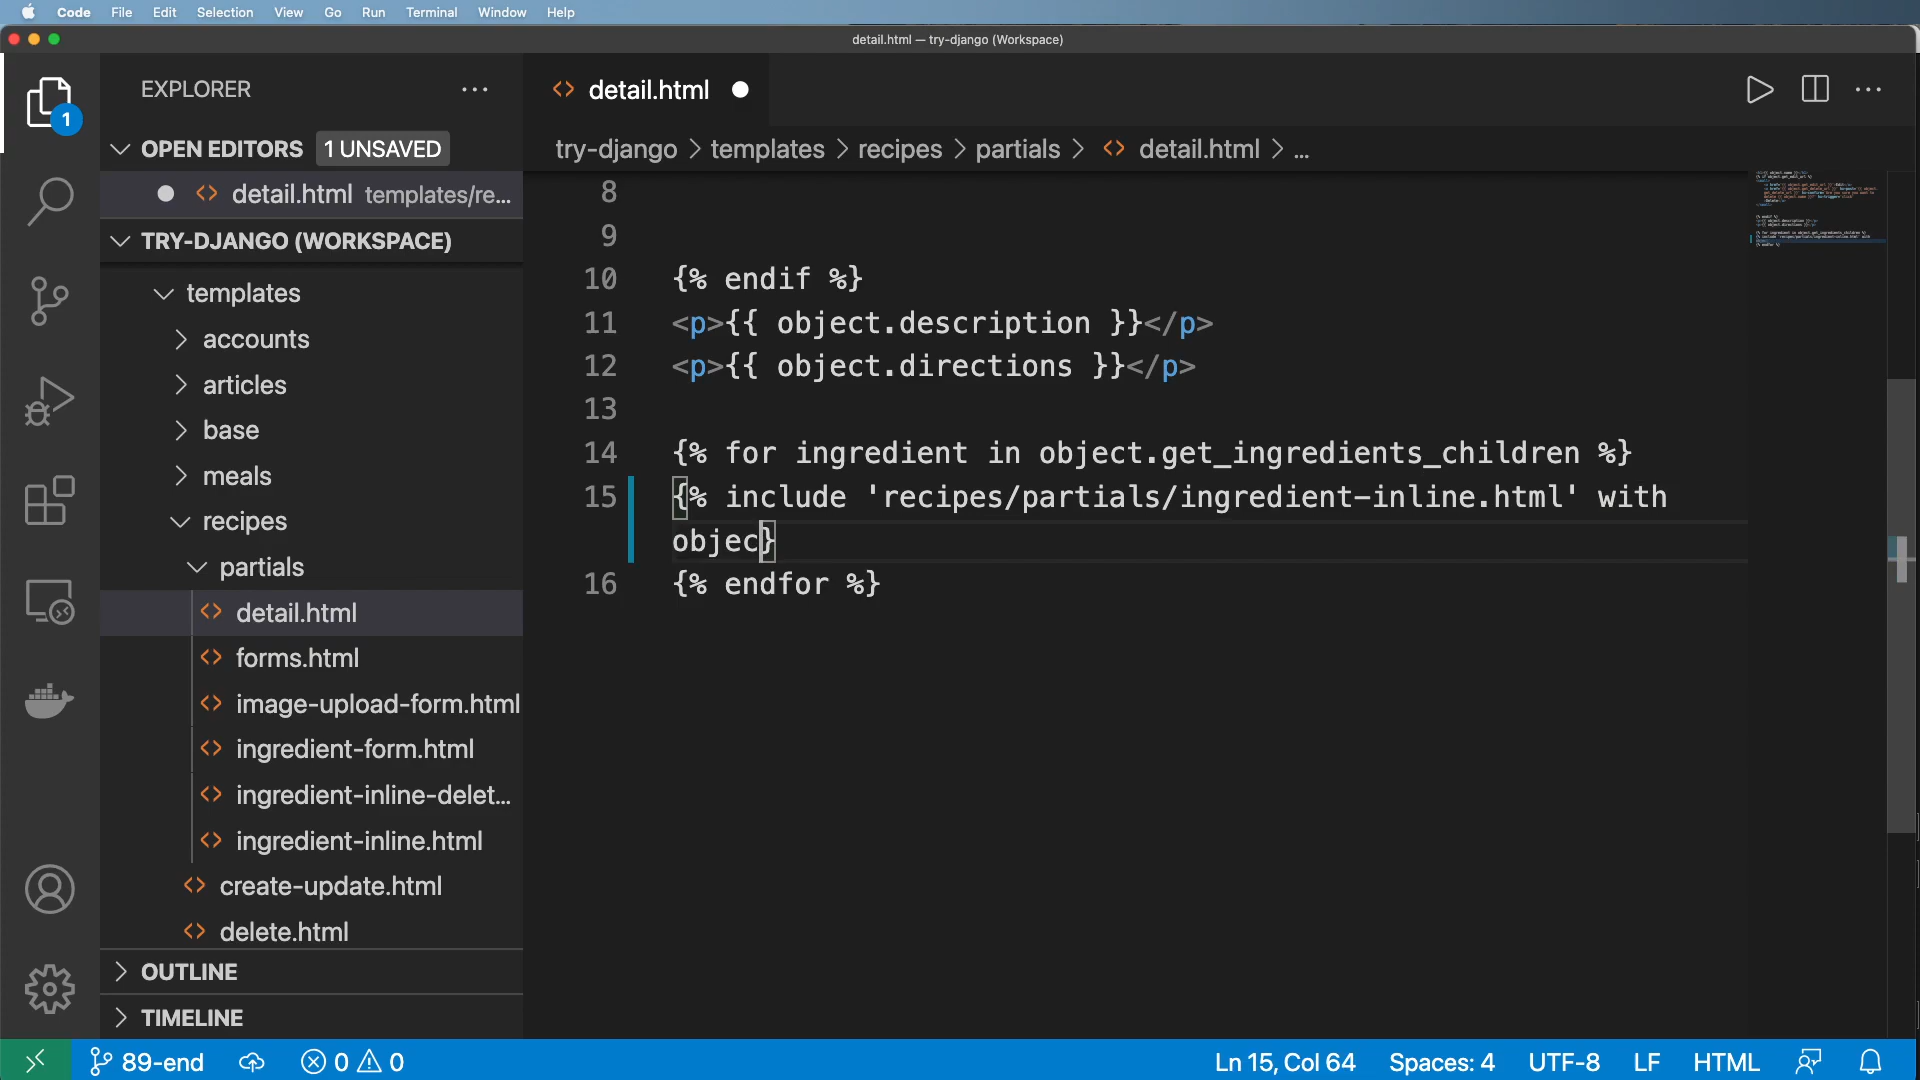 Code File Edit Selection View Go Run Terminal Window Help
detail.html — try-django (Workspace)
EXPLORER
OPEN EDITORS 1 UNSAVED
detail.html templates/re...
TRY-DJANGO (WORKSPACE)
templates
accounts
articles
base
meals
recipes
partials
detail.html
forms.html
image-upload-form.html
ingredient-form.html
ingredient-inline-delet...
ingredient-inline.html
create-update.html
delete.html
OUTLINE
TIMELINE
1
detail.html
try-django > templates > recipes > partials > detail.html > ...
8
9
10 {% endif %}
11 <p>{{ object.description }}</p>
12 <p>{{ object.directions }}</p>
13
14 {% for ingredient in object.get_ingredients_children %}
15 {% include 'recipes/partials/ingredient-inline.html' with
objec}
16 {% endfor %}
89-end 0 0 Ln 15, Col 64 Spaces: 4 UTF-8 LF HTML